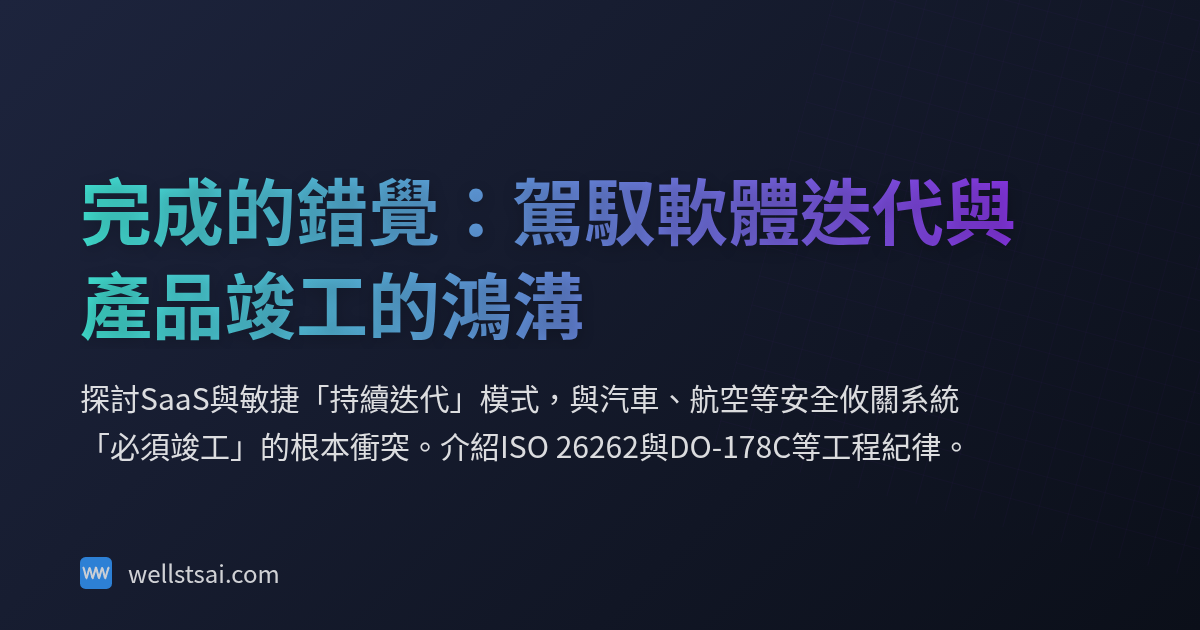 完成的錯覺：駕馭軟體迭代與
產品竣工的鴻溝
探討SaaS與敏捷「持續迭代」模式，與汽車、航空等安全攸關系統
「必須竣工」的根本衝突。介紹ISO 26262與DO-178C等工程紀律。
wellstsai.com